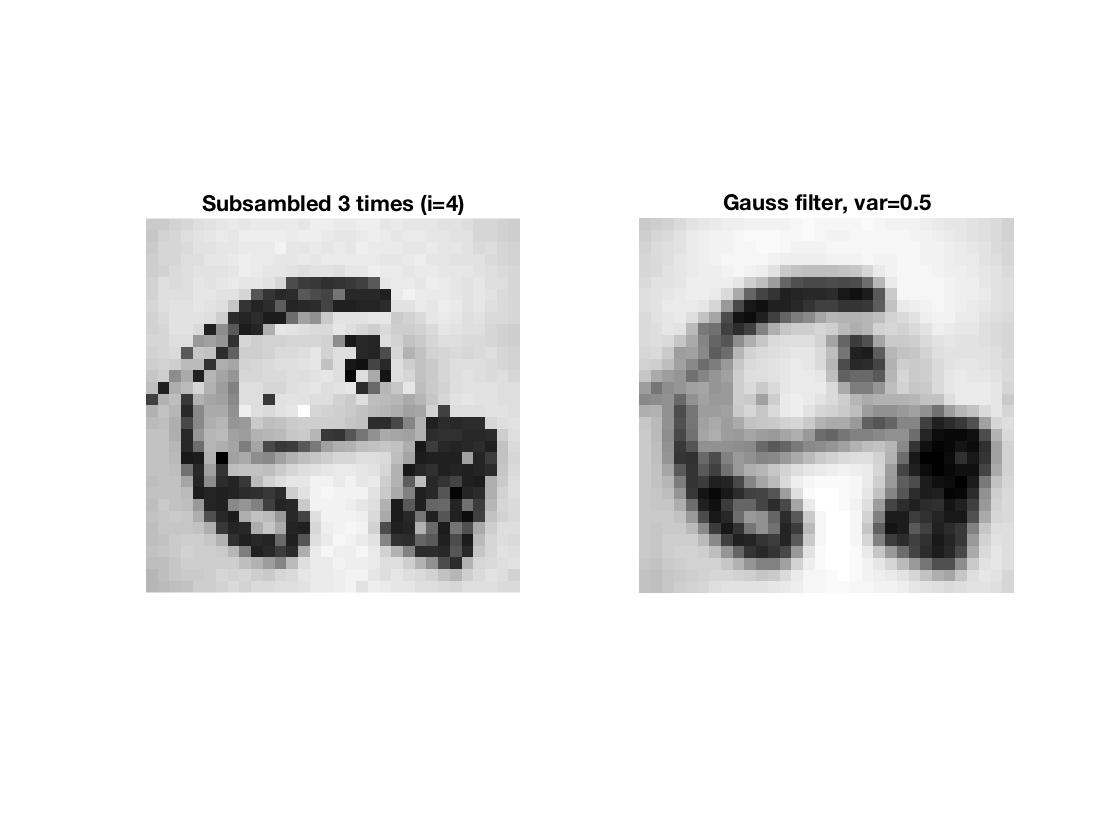 Subsambled 3 times (i=4)
Gauss filter, var=0.5